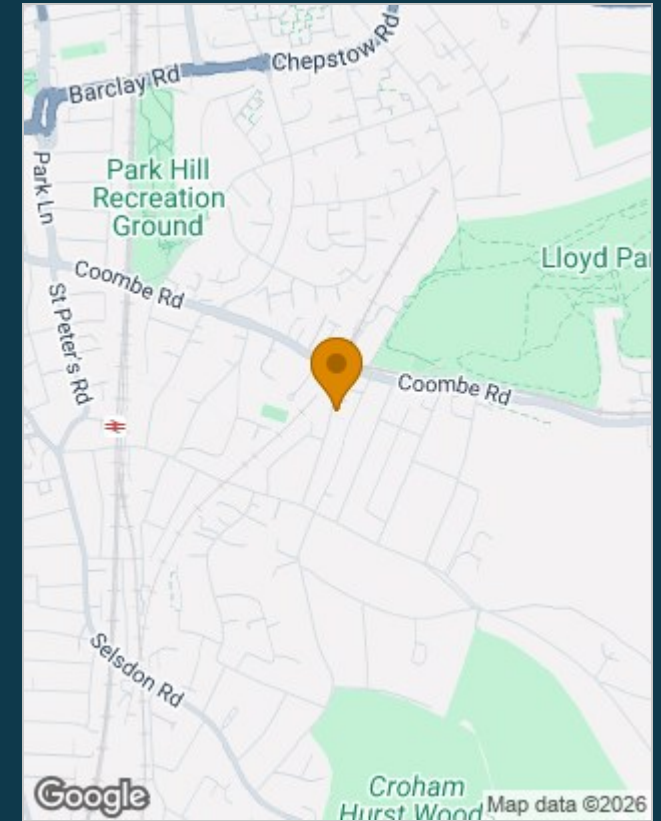 Chepstow Rd
Barclay Rd
Park Ln
Park Hill
Recreation
Ground
Lloyd Pa
Coombe Rd
St Peter's Rd
Coombe Rd
Selsdon Rd
Croham
Hurst Wood
Google
Map data ©2026